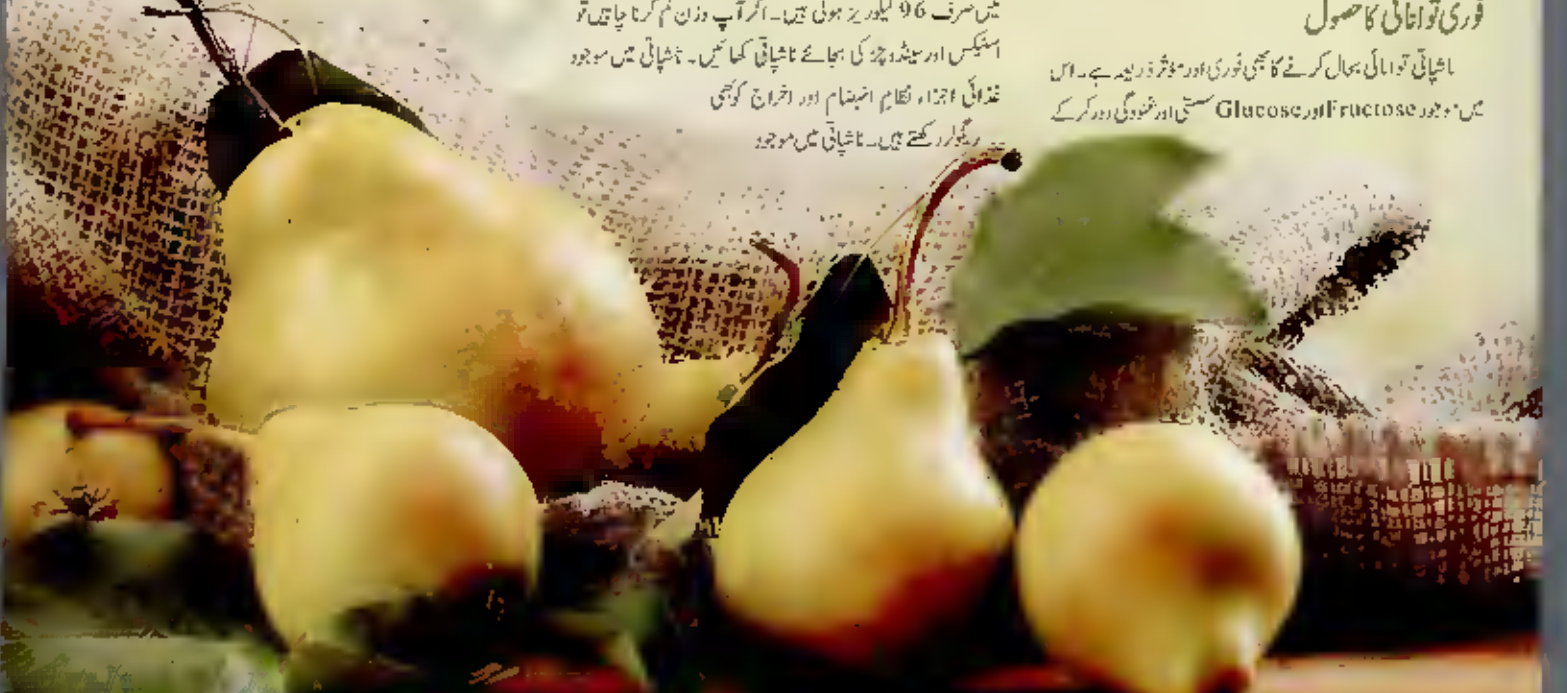 فوری توانائی کا حصول
ناشپاتی توانائی بحال کرنے کا بھی فوری اور مؤثر ذریعہ ہے۔ اس
میں موجود Fructose اور Glucose سستی اور غنودگی دور کر کے
میں صرف 96 کیلوریز ہوتی ہیں۔ اگر آپ وزن کم کرنا چاہیں تو
اسنیکس اور سینڈوچز کی بجائے ناشپاتی کھائیں۔ ناشپاتی میں موجود
غذائی اجزاء نظامِ انہضام اور اخراج کو بھی
ریگولر رکھتے ہیں۔ ناشپاتی میں موجود